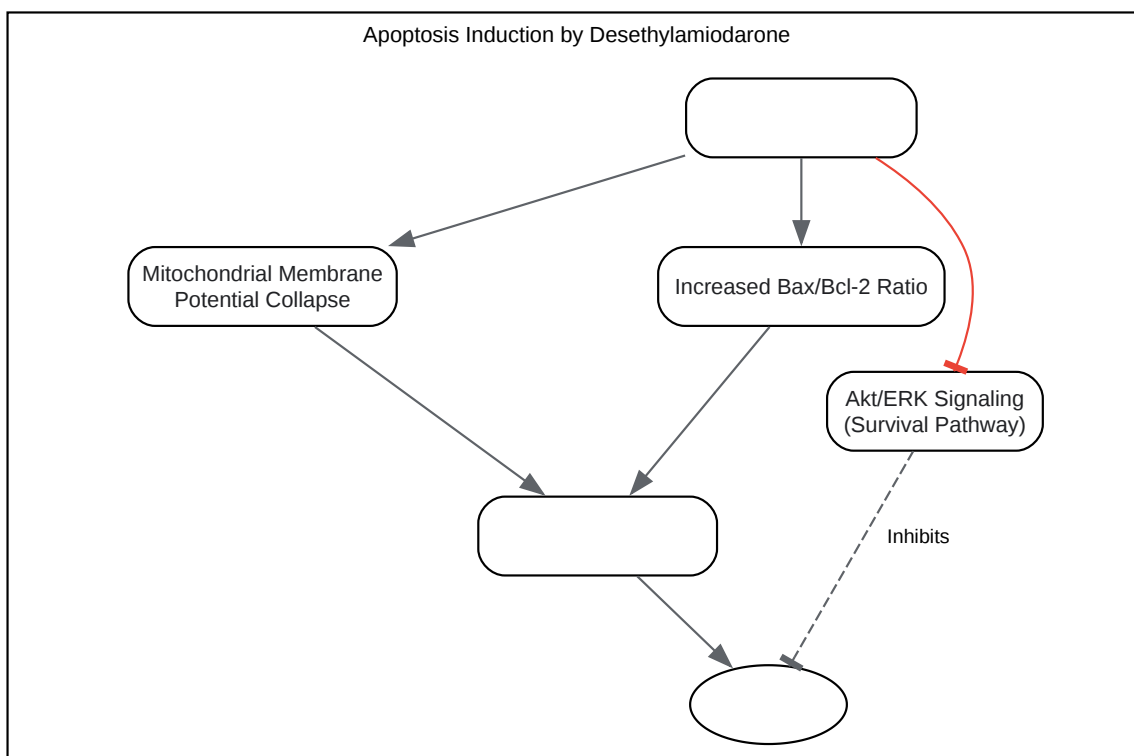 Apoptosis Induction by Desethylamiodarone
Mitochondrial Membrane
Potential Collapse
Increased Bax/Bcl-2 Ratio
Akt/ERK Signaling
(Survival Pathway)
Inhibits